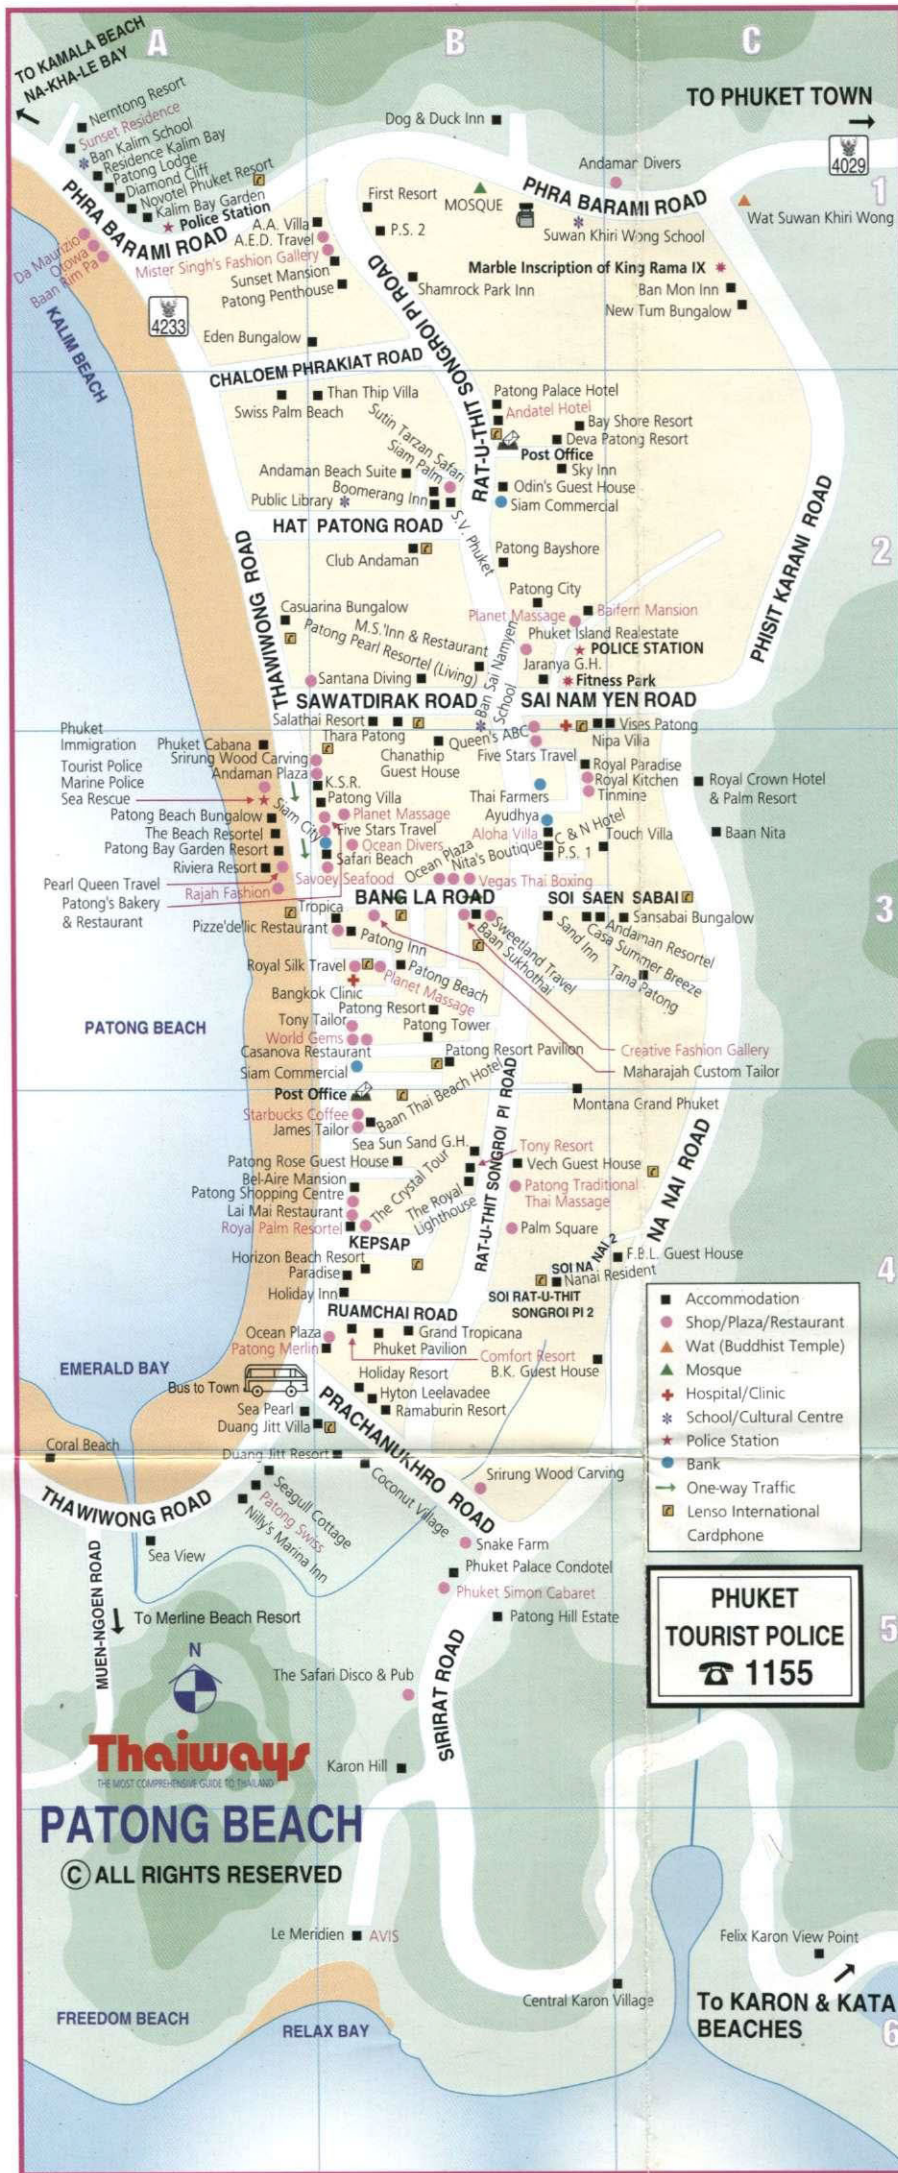 A
B
C
TO KAMALA BEACH
NA-KHA-LE BAY
TO PHUKET TOWN
4029
1
Nerntong Resort
Sunset Residence
Ban Kalim School
Residence Kalim Bay
Patong Lodge
Diamond Cliff
Novotel Phuket Resort
Kalim Bay Garden
Police Station
PHRA BARAMI ROAD
Da Maurizio
Otowa
Baan Rim Pa
KALIM BEACH
4233
Dog & Duck Inn
Andaman Divers
First Resort
MOSQUE
PHRA BARAMI ROAD
Wat Suwan Khiri Wong
P.S. 2
Suwan Khiri Wong School
A.A. Villa
A.E.D. Travel
Mister Singh's Fashion Gallery
Sunset Mansion
Patong Penthouse
Marble Inscription of King Rama IX
Shamrock Park Inn
Ban Mon Inn
New Tum Bungalow
Eden Bungalow
CHALOEM PHRAKIAT ROAD
RAT-U-THIT SONGROI PI ROAD
Than Thip Villa
Swiss Palm Beach
Sutin Tarzan Safari
Siam Palm
Patong Palace Hotel
Andatel Hotel
Bay Shore Resort
Deva Patong Resort
Post Office
Sky Inn
Andaman Beach Suite
Boomerang Inn
Public Library
Odin's Guest House
Siam Commercial
HAT PATONG ROAD
S.V. Phuket
PHISIT KARANI ROAD
2
Club Andaman
Patong Bayshore
THAWIWONG ROAD
Patong City
Casuarina Bungalow
M.S.'Inn & Restaurant
Patong Pearl Resortel (Living)
Planet Massage
Baifern Mansion
Phuket Island Realestate
POLICE STATION
Jaranya G.H.
Fitness Park
Santana Diving
Ban Sai Namyen
School
SAWATDIRAK ROAD
SAI NAM YEN ROAD
Salathai Resort
Thara Patong
Queen's ABC
Vises Patong
Nipa Villa
Phuket
Immigration
Tourist Police
Marine Police
Sea Rescue
Phuket Cabana
Srirung Wood Carving
Andaman Plaza
Chanathip
Guest House
Five Stars Travel
Royal Paradise
Royal Kitchen
Tinmine
Royal Crown Hotel
& Palm Resort
K.S.R.
Patong Villa
Siam City
Thai Farmers
Patong Beach Bungalow
The Beach Resortel
Patong Bay Garden Resort
Riviera Resort
Planet Massage
Five Stars Travel
Ocean Divers
Safari Beach
Savoey Seafood
Ayudhya
Aloha Villa
C & N Hotel
P.S. 1
Touch Villa
Baan Nita
Ocean Plaza
Nita's Boutique
Vegas Thai Boxing
Pearl Queen Travel
Patong's Bakery
& Restaurant
Rajah Fashion
BANG LA ROAD
SOI SAEN SABAI
3
Tropica
Pizze'dellic Restaurant
Patong Inn
Sweetland Travel
Baan Sukhothai
Sansabai Bungalow
Andaman Resortel
Casa Summer Breeze
Sand Inn
Tana Patong
Royal Silk Travel
Bangkok Clinic
Patong Beach
Planet Massage
Patong Resort
PATONG BEACH
Tony Tailor
World Gems
Casanova Restaurant
Siam Commercial
Patong Tower
Patong Resort Pavilion
Creative Fashion Gallery
Maharajah Custom Tailor
Post Office
Baan Thai Beach Hotel
Montana Grand Phuket
Starbucks Coffee
James Tailor
RAT-U-THIT SONGROI PI ROAD
NA NAI ROAD
Sea Sun Sand G.H.
Tony Resort
Patong Rose Guest House
Vech Guest House
Bel-Aire Mansion
Patong Shopping Centre
Lai Mai Restaurant
Royal Palm Resortel
The Crystal Tour
The Royal
Lighthouse
Patong Traditional
Thai Massage
Palm Square
KEPSAP
SOI NA NAI 2
F.B.L. Guest House
4
Horizon Beach Resort
Paradise
Nanai Resident
Holiday Inn
SOI RAT-U-THIT
SONGROI PI 2
RUAMCHAI ROAD
Ocean Plaza
Patong Merlin
Grand Tropicana
Phuket Pavilion
Comfort Resort
B.K. Guest House
EMERALD BAY
Bus to Town
Holiday Resort
Hyton Leelavadee
Ramaburin Resort
Sea Pearl
Duang Jitt Villa
PRACHANUKHRO ROAD
Coral Beach
Duang Jitt Resort
Coconut Village
Srirung Wood Carving
THAWIWONG ROAD
Seagull Cottage
Patong Swiss
Nilly's Marina Inn
Sea View
Snake Farm
Phuket Palace Condotel
Phuket Simon Cabaret
Patong Hill Estate
MUEN-NGOEN ROAD
To Merline Beach Resort
SIRIRAT ROAD
Accommodation
Shop/Plaza/Restaurant
Wat (Buddhist Temple)
Mosque
Hospital/Clinic
School/Cultural Centre
Police Station
Bank
One-way Traffic
Lenso International
Cardphone
PHUKET
TOURIST POLICE
☎ 1155
5
N
The Safari Disco & Pub
Thaiways
THE MOST COMPREHENSIVE GUIDE TO THAILAND
Karon Hill
PATONG BEACH
© ALL RIGHTS RESERVED
Le Meridien
AVIS
Felix Karon View Point
Central Karon Village
To KARON & KATA
BEACHES
FREEDOM BEACH
RELAX BAY
6